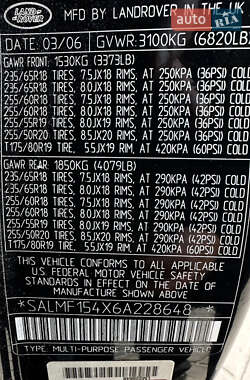 LAND-
ROVER
MFD BY LANDROVER IN THE UK
AUTO
RIA
DATE: 03/06 GVWR:3100KG (6820LB)
GAWR FRONT: 1530KG (3373LB)
235/65R18 TIRES, 7.5JX18 RIMS, AT 250KPA (36PSI) COLD
235/65R18 TIRES, 8.0JX18 RIMS, AT 250KPA (36PSI) COLD
255/60R18 TIRES, 7.5JX18 RIMS, AT 250KPA (36PSI) COLD
255/60R18 TIRES, 8.0JX18 RIMS, AT 250KPA (36PSI) COLD
255/55R19 TIRES, 8.0JX19 RIMS, AT 250KPA (36PSI) COLD
255/50R20 TIRES, 8.5JX20 RIMS, AT 250KPA (36PSI) COLD
T175/80R19 TIRE, 5.5JX19 RIM, AT 420KPA (60PSI) COLD
GAWR REAR: 1850KG (4079LB)
235/65R18 TIRES, 7.5JX18 RIMS, AT 290KPA (42PSI) COLD
235/65R18 TIRES, 8.0JX18 RIMS, AT 290KPA (42PSI) COLD
255/60R18 TIRES, 7.5JX18 RIMS, AT 290KPA (42PSI) COLD
255/60R18 TIRES, 8.0JX18 RIMS, AT 290KPA (42PSI) COLD
255/55R19 TIRES, 8.0JX19 RIMS, AT 290KPA (42PSI) COLD
255/50R20 TIRES, 8.5JX20 RIMS, AT 290KPA (42PSI) COLD
T175/80R19 TIRE, 5.5JX19 RIM, AT 420KPA (60PSI) COLD
THIS VEHICLE CONFORMS TO ALL APPLICABLE
U.S. FEDERAL MOTOR VEHICLE SAFETY
STANDARDS IN EFFECT ON THE DATE OF
MANUFACTURE SHOWN ABOVE
*SALMF154X6A228648*
TYPE: MULTI-PURPOSE PASSENGER VEHICLE